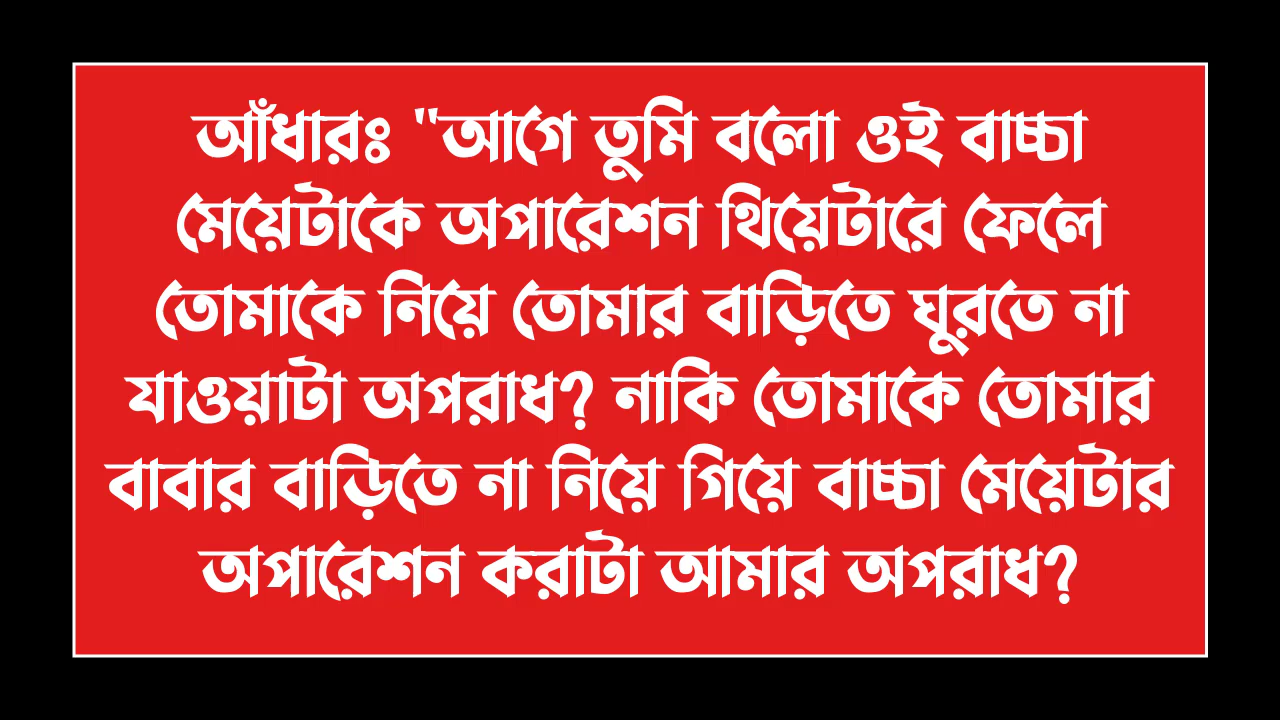 আঁধারঃ "আগে তুমি বলো ওই বাচ্চা
মেয়েটাকে অপারেশন থিয়েটারে ফেলে
তোমাকে নিয়ে তোমার বাড়িতে ঘুরতে না
যাওয়াটা অপরাধ? নাকি তোমাকে তোমার
বাবার বাড়িতে না নিয়ে গিয়ে বাচ্চা মেয়েটার
অপারেশন করাটা আমার অপরাধ?